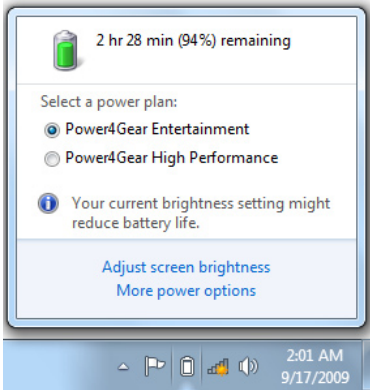 2 hr 28 min (94%) remaining
Select a power plan:
Power4Gear Entertainment
Power4Gear High Performance
Your current brightness setting might
reduce battery life.
Adjust screen brightness
More power options
2:01 AM
9/17/2009